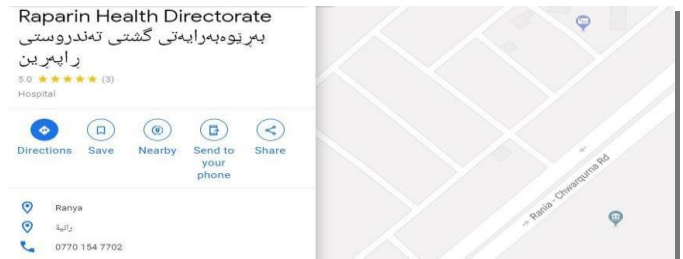 Raparin Health Directorate
بەڕێوەبەرایەتی گشتی تەندروستی
ڕاپەڕین
5.0 ★★★★★ (3)
Hospital
Directions Save Nearby Send to your phone Share
Ranya
رانية
0770 154 7702
Rania - Chwarqurna Rd